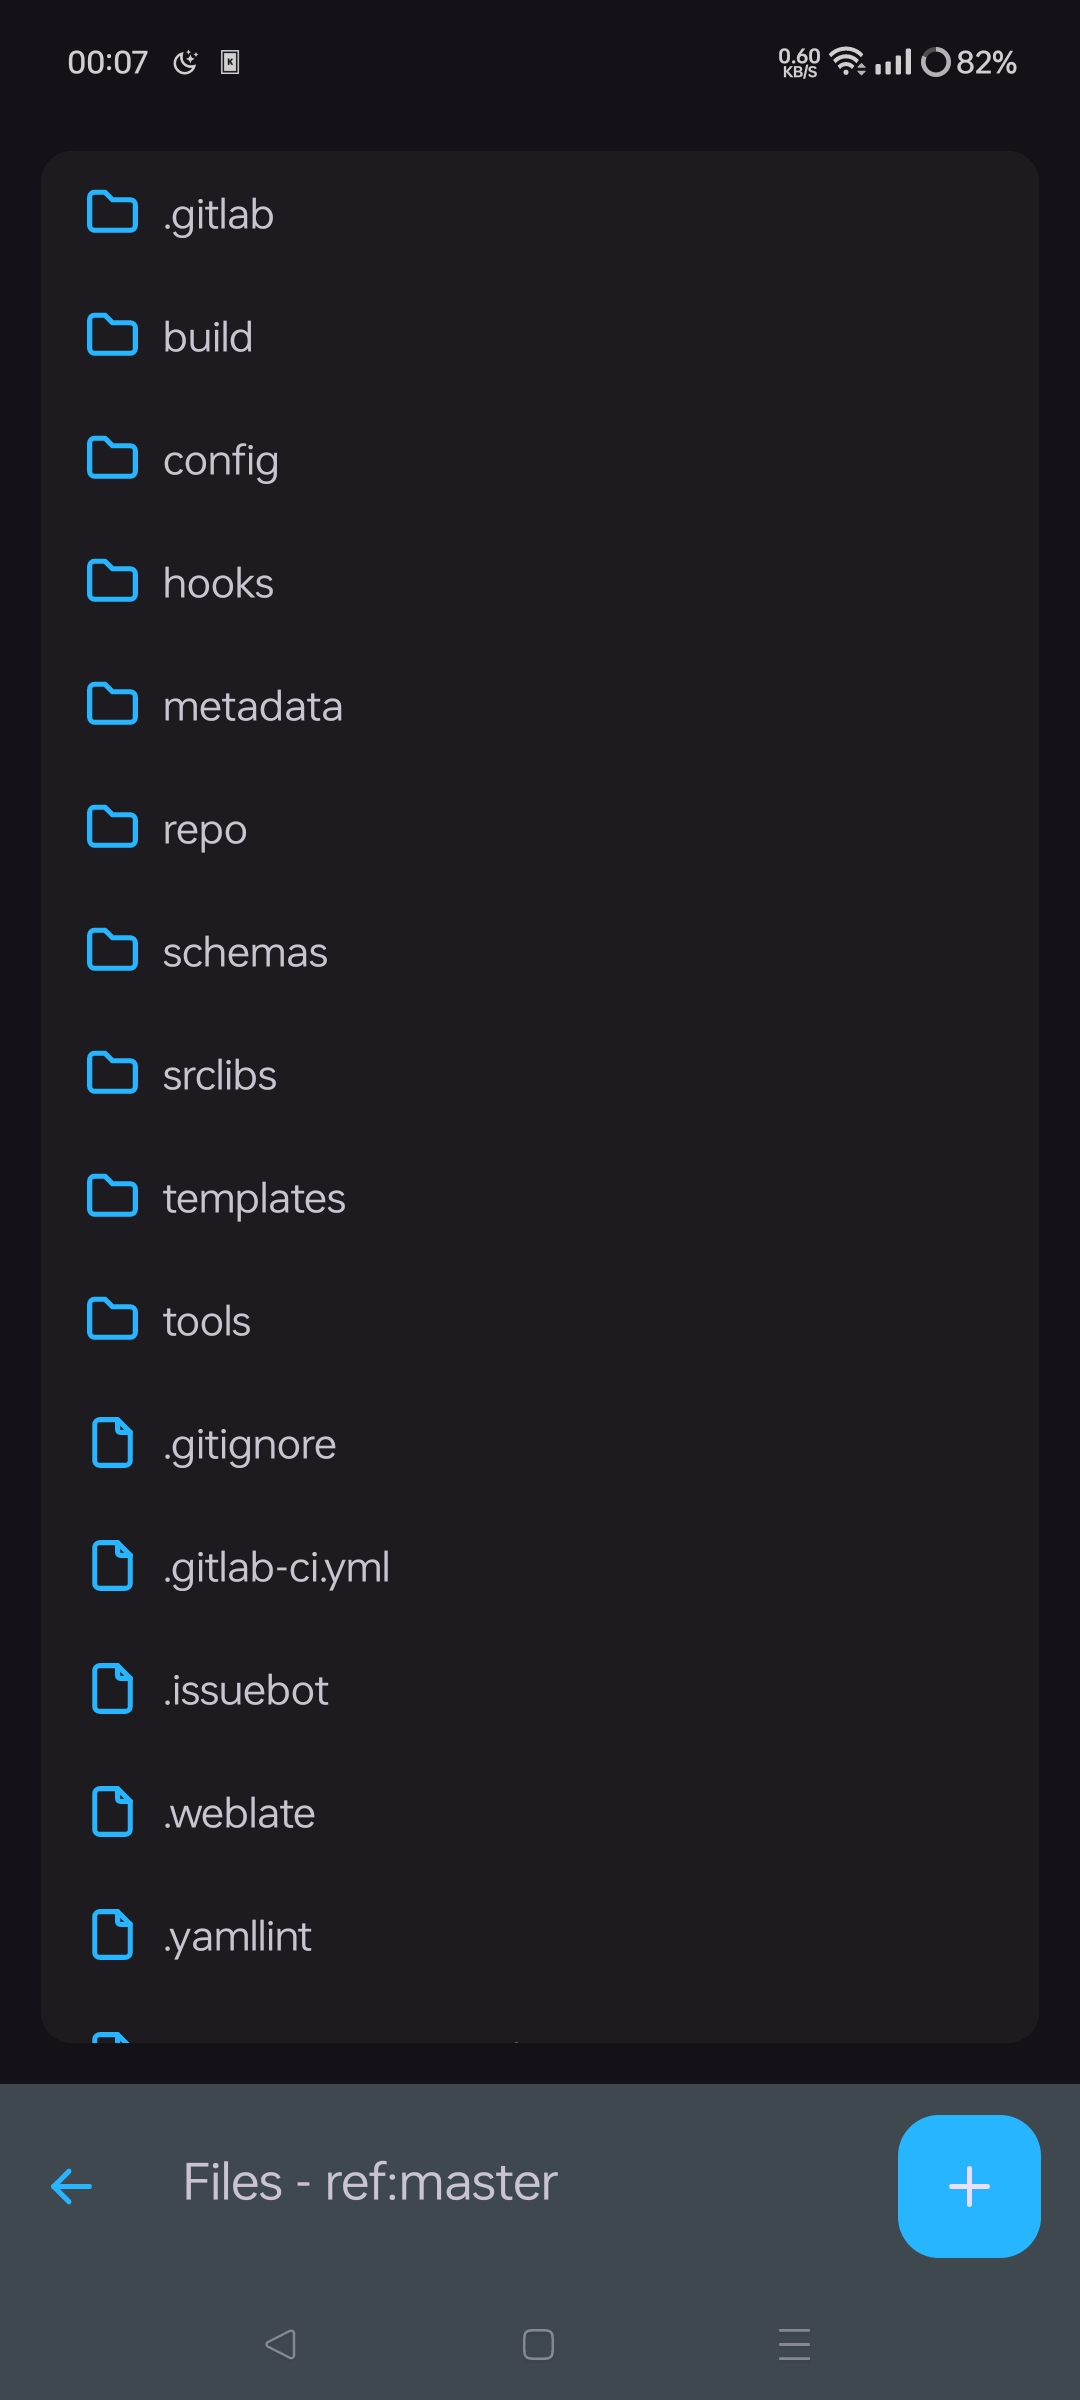 00:07
0.60 KB/S
82%
.gitlab
build
config
hooks
metadata
repo
schemas
srclibs
templates
tools
.gitignore
.gitlab-ci.yml
.issuebot
.weblate
.yamllint
Files - ref:master